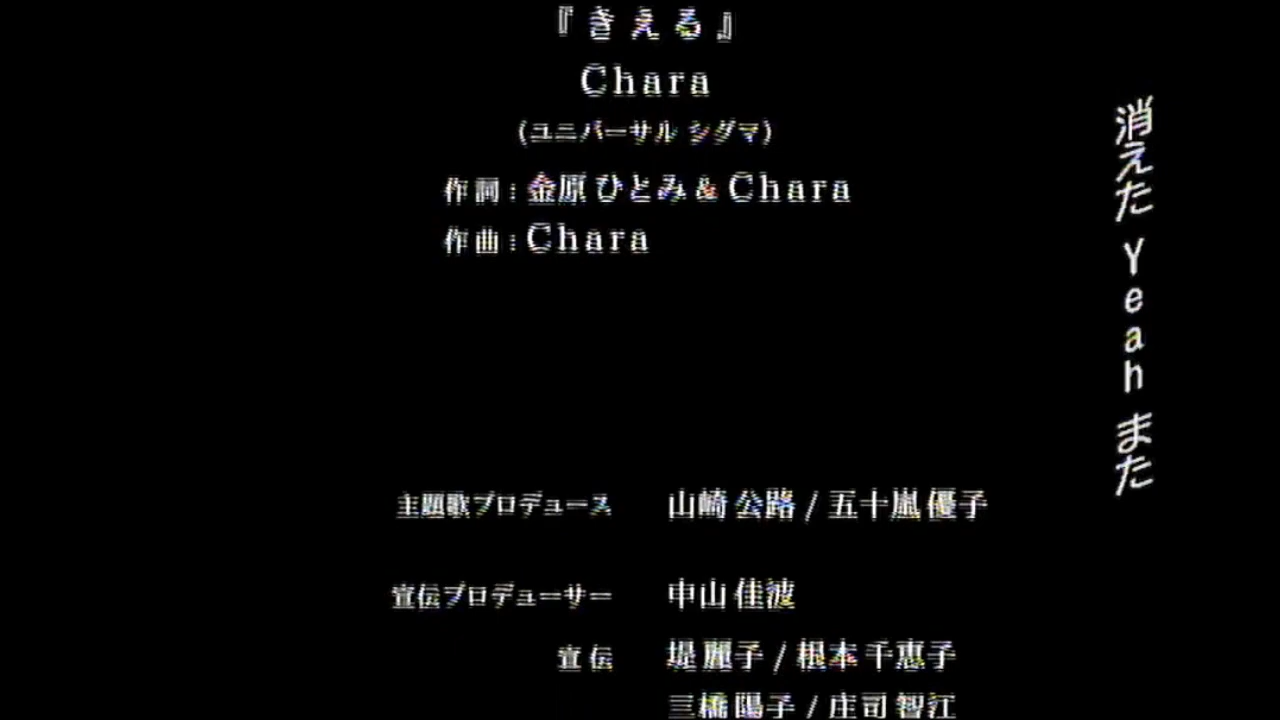 『きえる』
Chara
(ユニバーサル シグマ)
作詞：金原ひとみ & Chara
作曲：Chara
主題歌プロデュース 山崎公路 / 五十嵐優子
宣伝プロデューサー 中山佳波
宣伝 堤麗子 / 根本千恵子
三橋陽子 / 庄司智江
消えた Yeah また